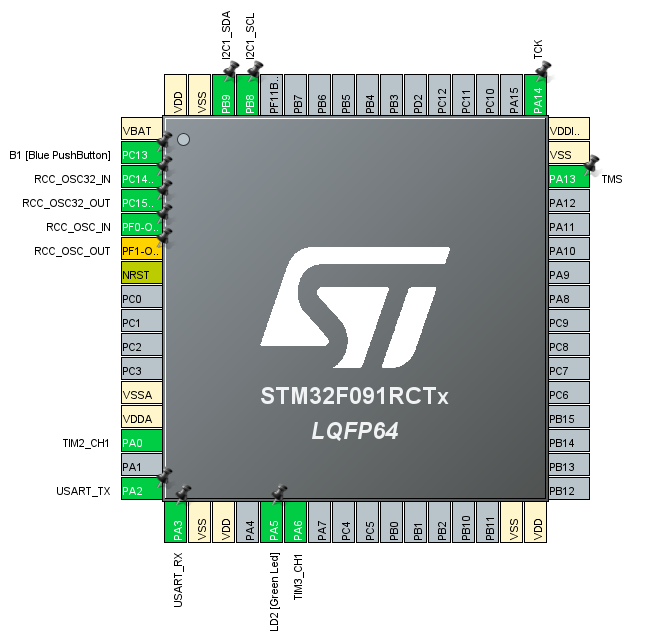 I2C1_SDA
I2C1_SCL
TCK
VDD
VSS
PB9
PB8
PF11B..
PB7
PB6
PB5
PB4
PB3
PD2
PC12
PC11
PC10
PA15
PA14
VBAT
B1 [Blue PushButton] PC13
RCC_OSC32_IN PC14..
RCC_OSC32_OUT PC15..
RCC_OSC_IN PF0-O..
RCC_OSC_OUT PF1-O..
NRST
PC0
PC1
PC2
PC3
VSSA
VDDA
TIM2_CH1 PA0
PA1
USART_TX PA2
VDDI..
VSS
PA13 TMS
PA12
PA11
PA10
PA9
PA8
PC9
PC8
PC7
PC6
PB15
PB14
PB13
PB12
ST
STM32F091RCTx
LQFP64
PA3
VSS
VDD
PA4
PA5
PA6
PA7
PC4
PC5
PB0
PB1
PB2
PB10
PB11
VSS
VDD
USART_RX
LD2 [Green Led]
TIM3_CH1